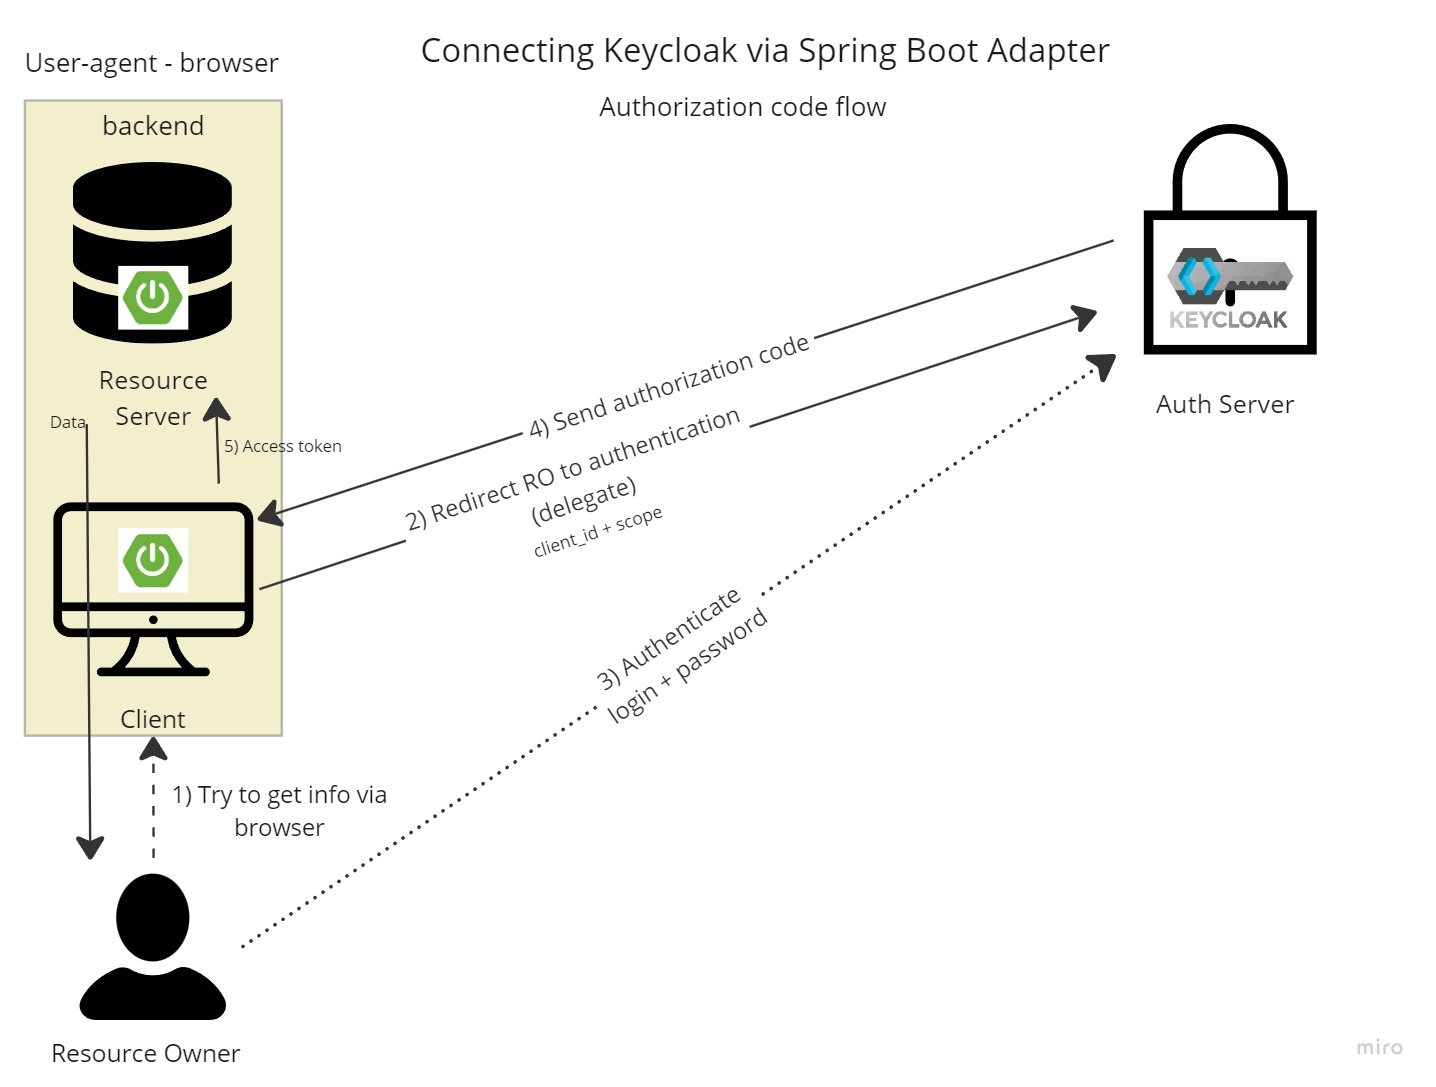 Connecting Keycloak via Spring Boot Adapter
Authorization code flow
User-agent - browser
backend
Resource
Server
Data
5) Access token
Client
1) Try to get info via
browser
Resource Owner
4) Send authorization code
2) Redirect RO to authentication
(delegate)
client_id + scope
3) Authenticate
login + password
KEYCLOAK
Auth Server
miro